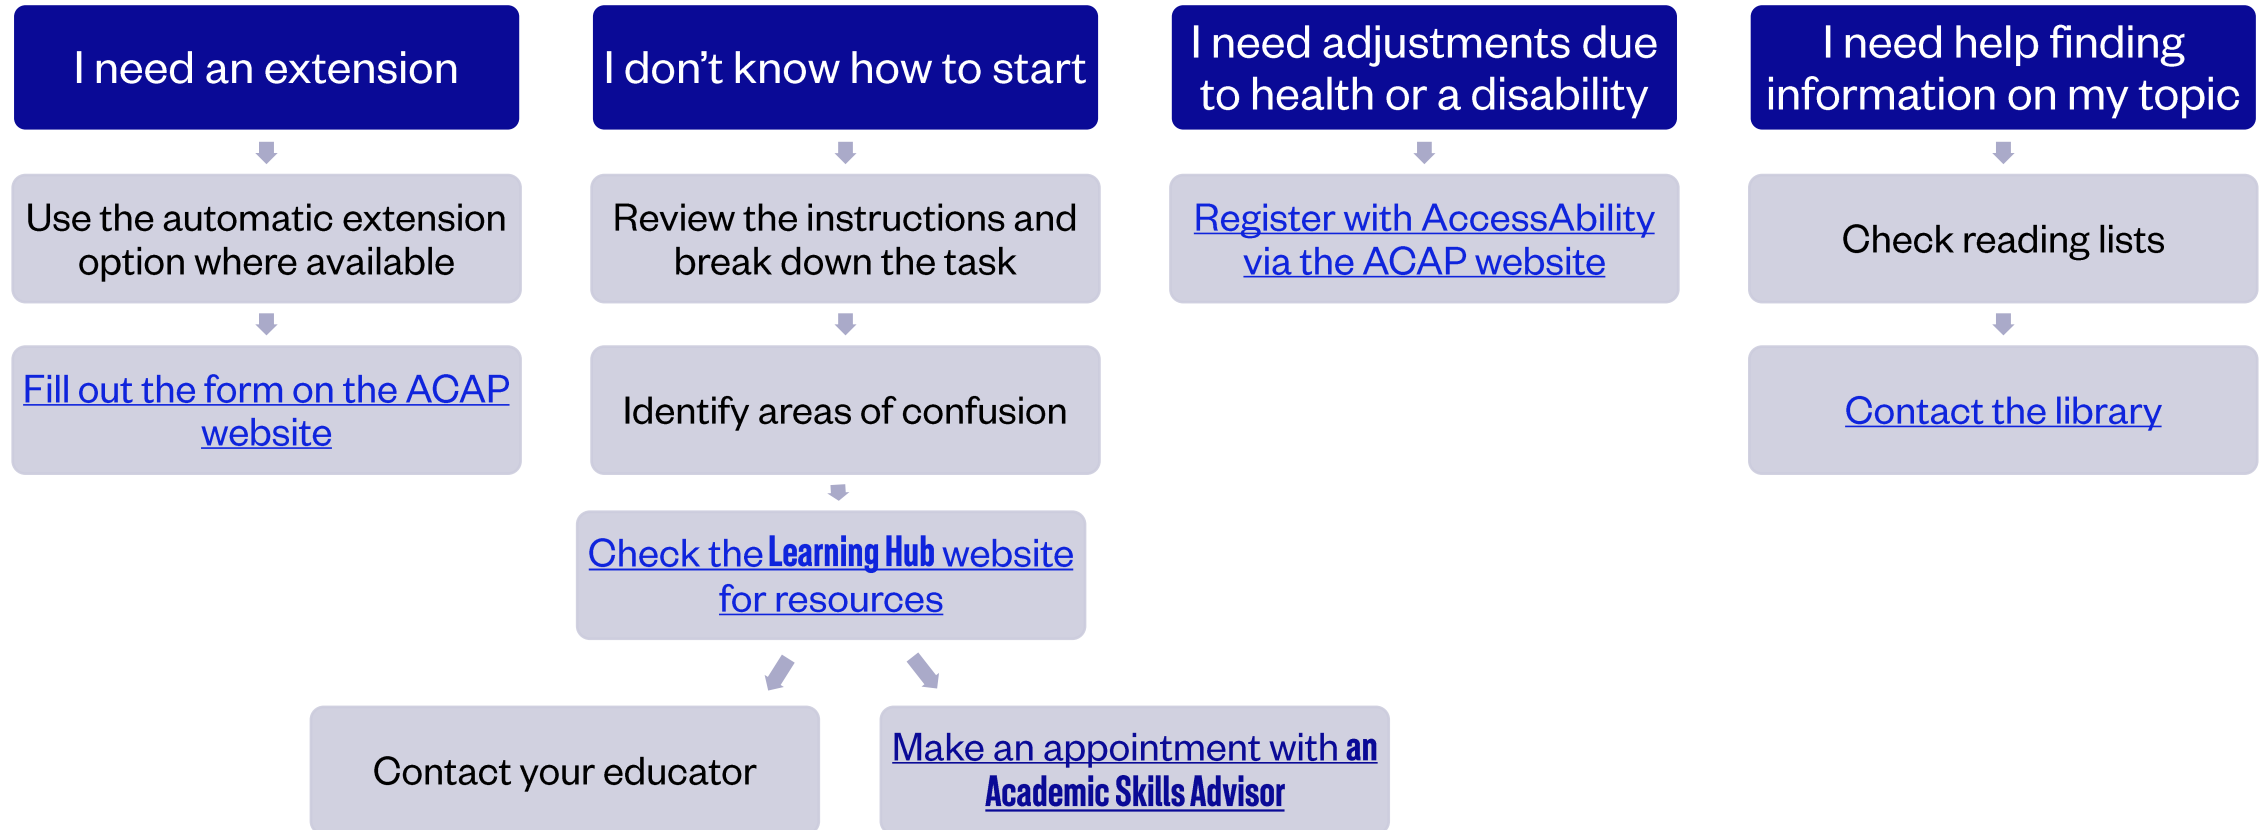 I need an extension
Use the automatic extension
option where available
Fill out the form on the ACAP
website
I don’t know how to start
Review the instructions and
break down the task
Identify areas of confusion
Check the Learning Hub website
for resources
Contact your educator
Make an appointment with an
Academic Skills Advisor
I need adjustments due
to health or a disability
Register with AccessAbility
via the ACAP website
I need help finding
information on my topic
Check reading lists
Contact the library